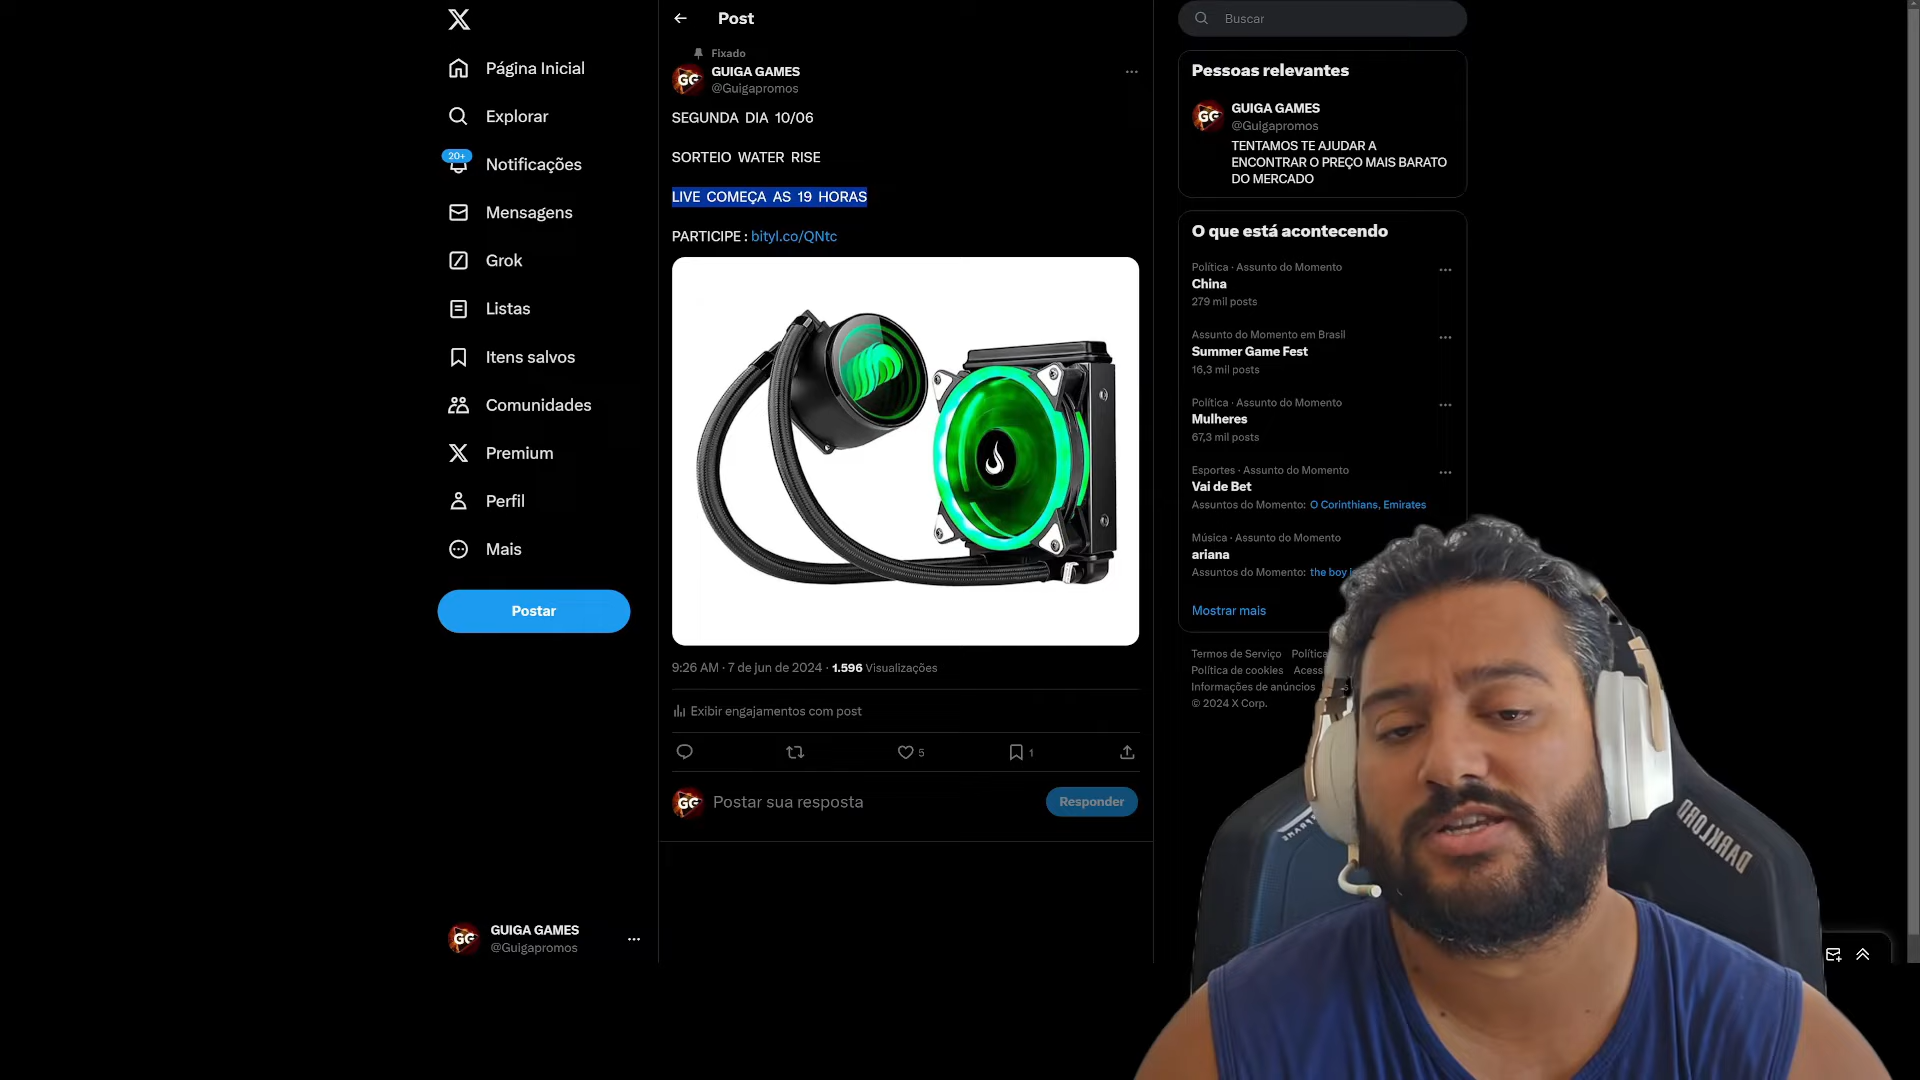 Post
Buscar
Página Inicial
Explorar
20+
Notificações
Mensagens
Grok
Listas
Itens salvos
Comunidades
Premium
Perfil
Mais
Postar
GUIGA GAMES
@Guigapromos
Fixado
GUIGA GAMES
@Guigapromos
SEGUNDA DIA 10/06
SORTEIO WATER RISE
LIVE COMEÇA AS 19 HORAS
PARTICIPE : bityl.co/QNtc
9:26 AM · 7 de jun de 2024 · 1.596 Visualizações
Exibir engajamentos com post
5
1
GG
Postar sua resposta
Responder
Pessoas relevantes
GUIGA GAMES
@Guigapromos
TENTAMOS TE AJUDAR A
ENCONTRAR O PREÇO MAIS BARATO
DO MERCADO
O que está acontecendo
Política · Assunto do Momento
China
279 mil posts
Assunto do Momento em Brasil
Summer Game Fest
16,3 mil posts
Política · Assunto do Momento
Mulheres
67,3 mil posts
Esportes · Assunto do Momento
Vai de Bet
Assuntos do Momento: O Corinthians, Emirates
Música · Assunto do Momento
ariana
Assuntos do Momento: the boy
Mostrar mais
Termos de Serviço Política
Política de cookies
Informações de anúncios
© 2024 X Corp.
DARKLORD